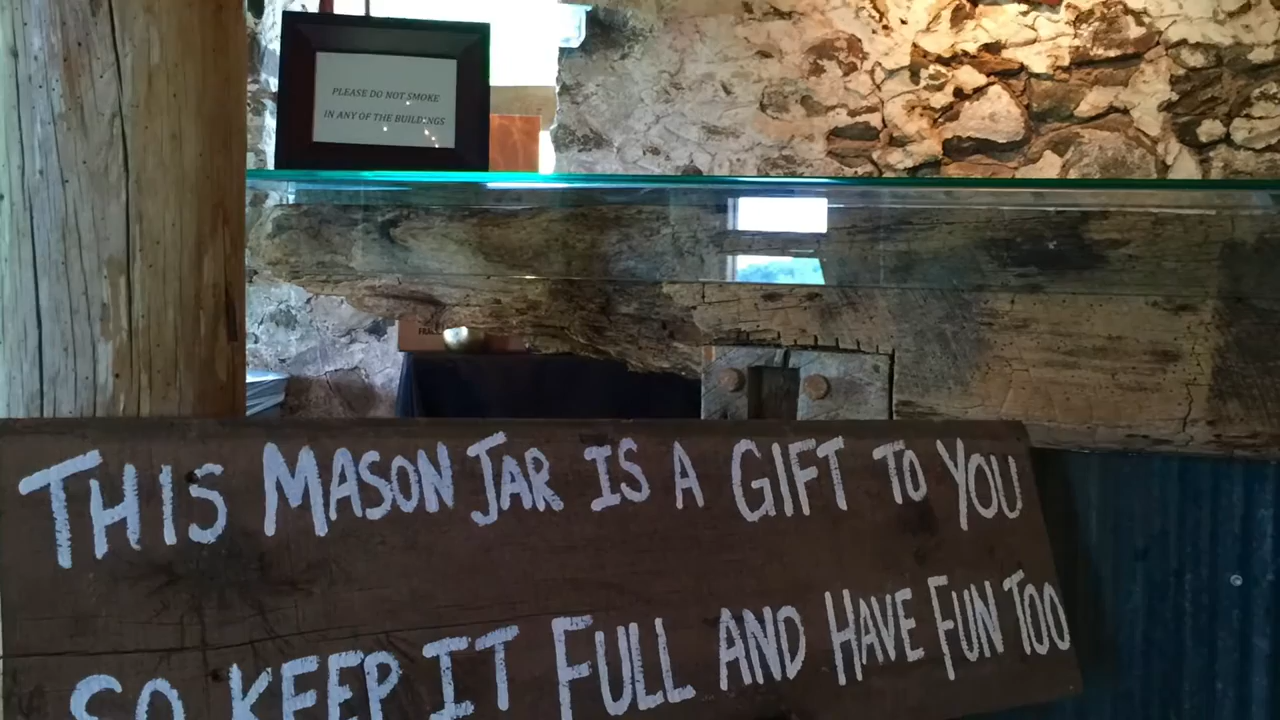 PLEASE DO NOT SMOKE
IN ANY OF THE BUILDINGS
THIS MASON JAR IS A GIFT TO YOU
SO KEEP IT FULL AND HAVE FUN TOO